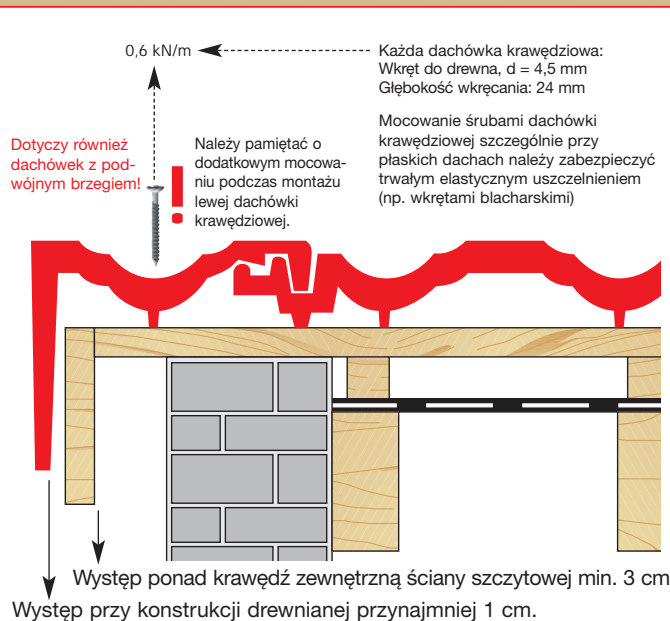 0,6 kN/m
Każda dachówka krawędziowa:
Wkręt do drewna, d = 4,5 mm
Głębokość wkręcania: 24 mm
Mocowanie śrubami dachówki
krawędziowej szczególnie przy
płaskich dachach należy zabezpieczyć
trwałym elastycznym uszczelnieniem
(np. wkrętami blacharskimi)
Dotyczy również
dachówek z pod-
wójnym brzegiem!
Należy pamiętać o
dodatkowym mocowa-
niu podczas montażu
lewej dachówki
krawędziowej.
!
Występ ponad krawędź zewnętrzną ściany szczytowej min. 3 cm
Występ przy konstrukcji drewnianej przynajmniej 1 cm.